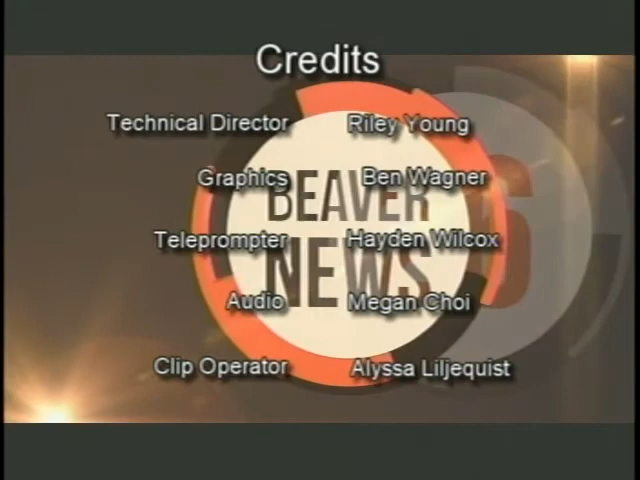 Credits
Technical Director Riley Young
Graphics Ben Wagner
Teleprompter Hayden Wilcox
Audio Megan Choi
Clip Operator Alyssa Liljequist
BEAVER
NEWS
6